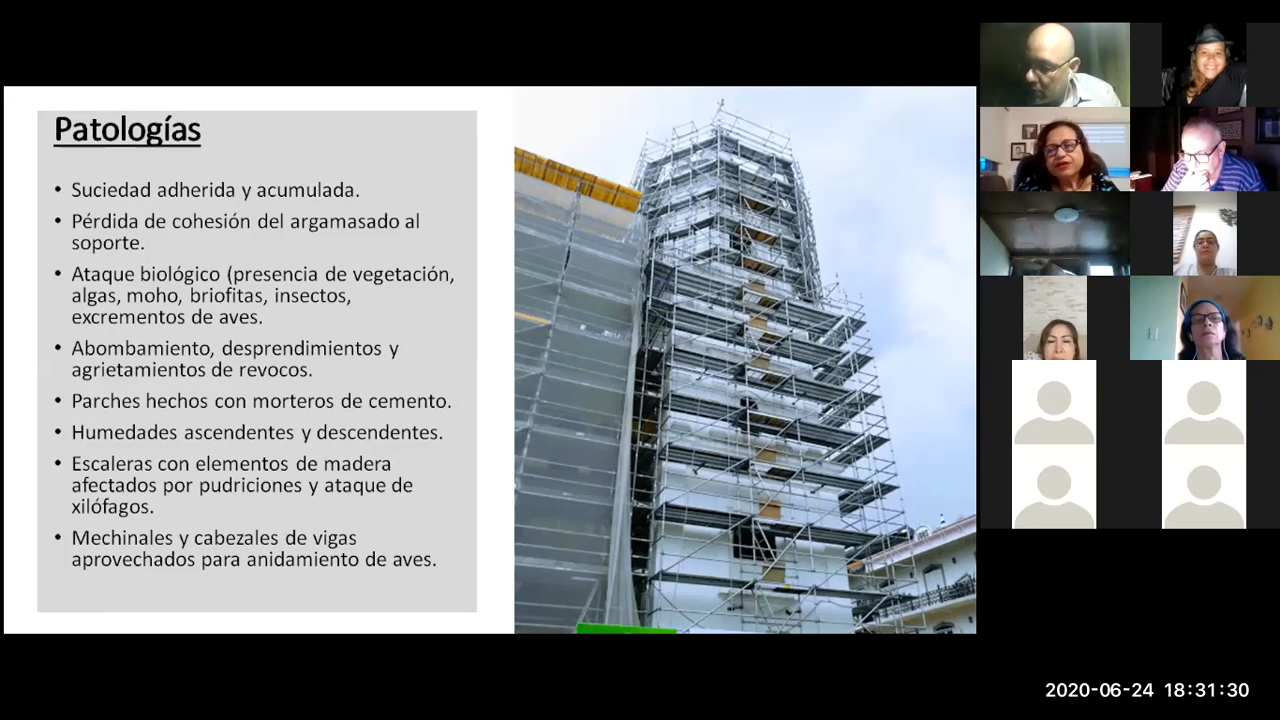 Patologías
• Suciedad adherida y acumulada.
• Pérdida de cohesión del argamasado al
soporte.
• Ataque biológico (presencia de vegetación,
algas, moho, briofitas, insectos,
excrementos de aves.
• Abombamiento, desprendimientos y
agrietamientos de revocos.
• Parches hechos con morteros de cemento.
• Humedades ascendentes y descendentes.
• Escaleras con elementos de madera
afectados por pudriciones y ataque de
xilófagos.
• Mechinales y cabezales de vigas
aprovechados para anidamiento de aves.
2020-06-24 18:31:30